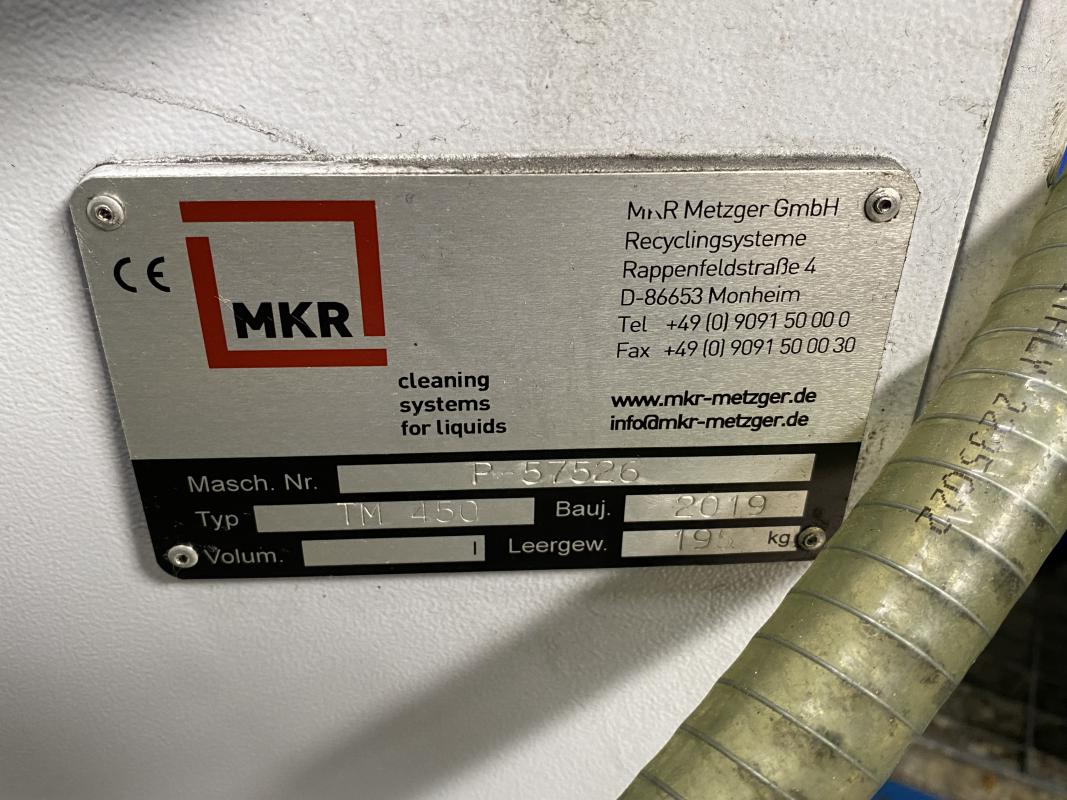 CE
MKR
cleaning
systems
for liquids
MKR Metzger GmbH
Recyclingsysteme
Rappenfeldstraße 4
D-86653 Monheim
Tel +49 (0) 9091 50 00 0
Fax +49 (0) 9091 50 00 30
www.mkr-metzger.de
info@mkr-metzger.de
Masch. Nr. P-57526
Typ TM 450 Bauj. 2019
Volum. l Leergew. 195 kg